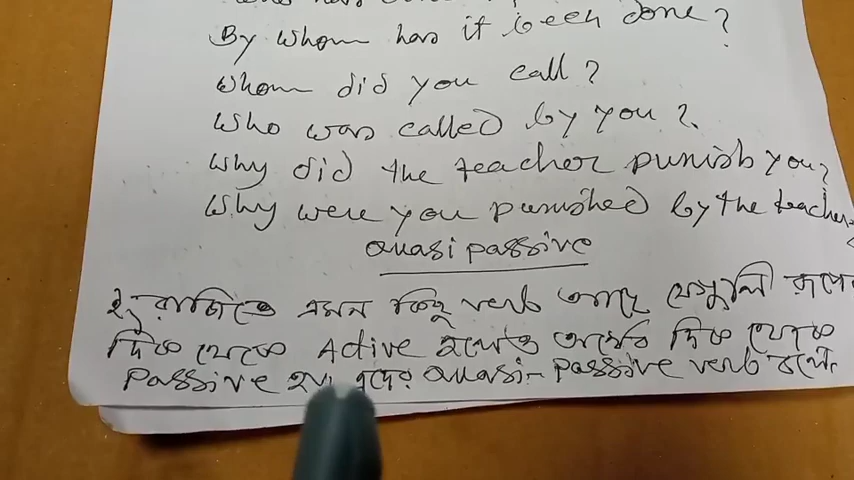 By whom has it been done?
Whom did you call?
Who was called by you?
Why did the teacher punish you?
Why were you punished by the teacher
Quasi passive
ইংরাজিতে এমন কিছু verb আছে যেগুলি রূপের
দিক থেকে Active হলেও অর্থের দিক থেকে
passive হয়। এদের Quasi-passive verb বলে।